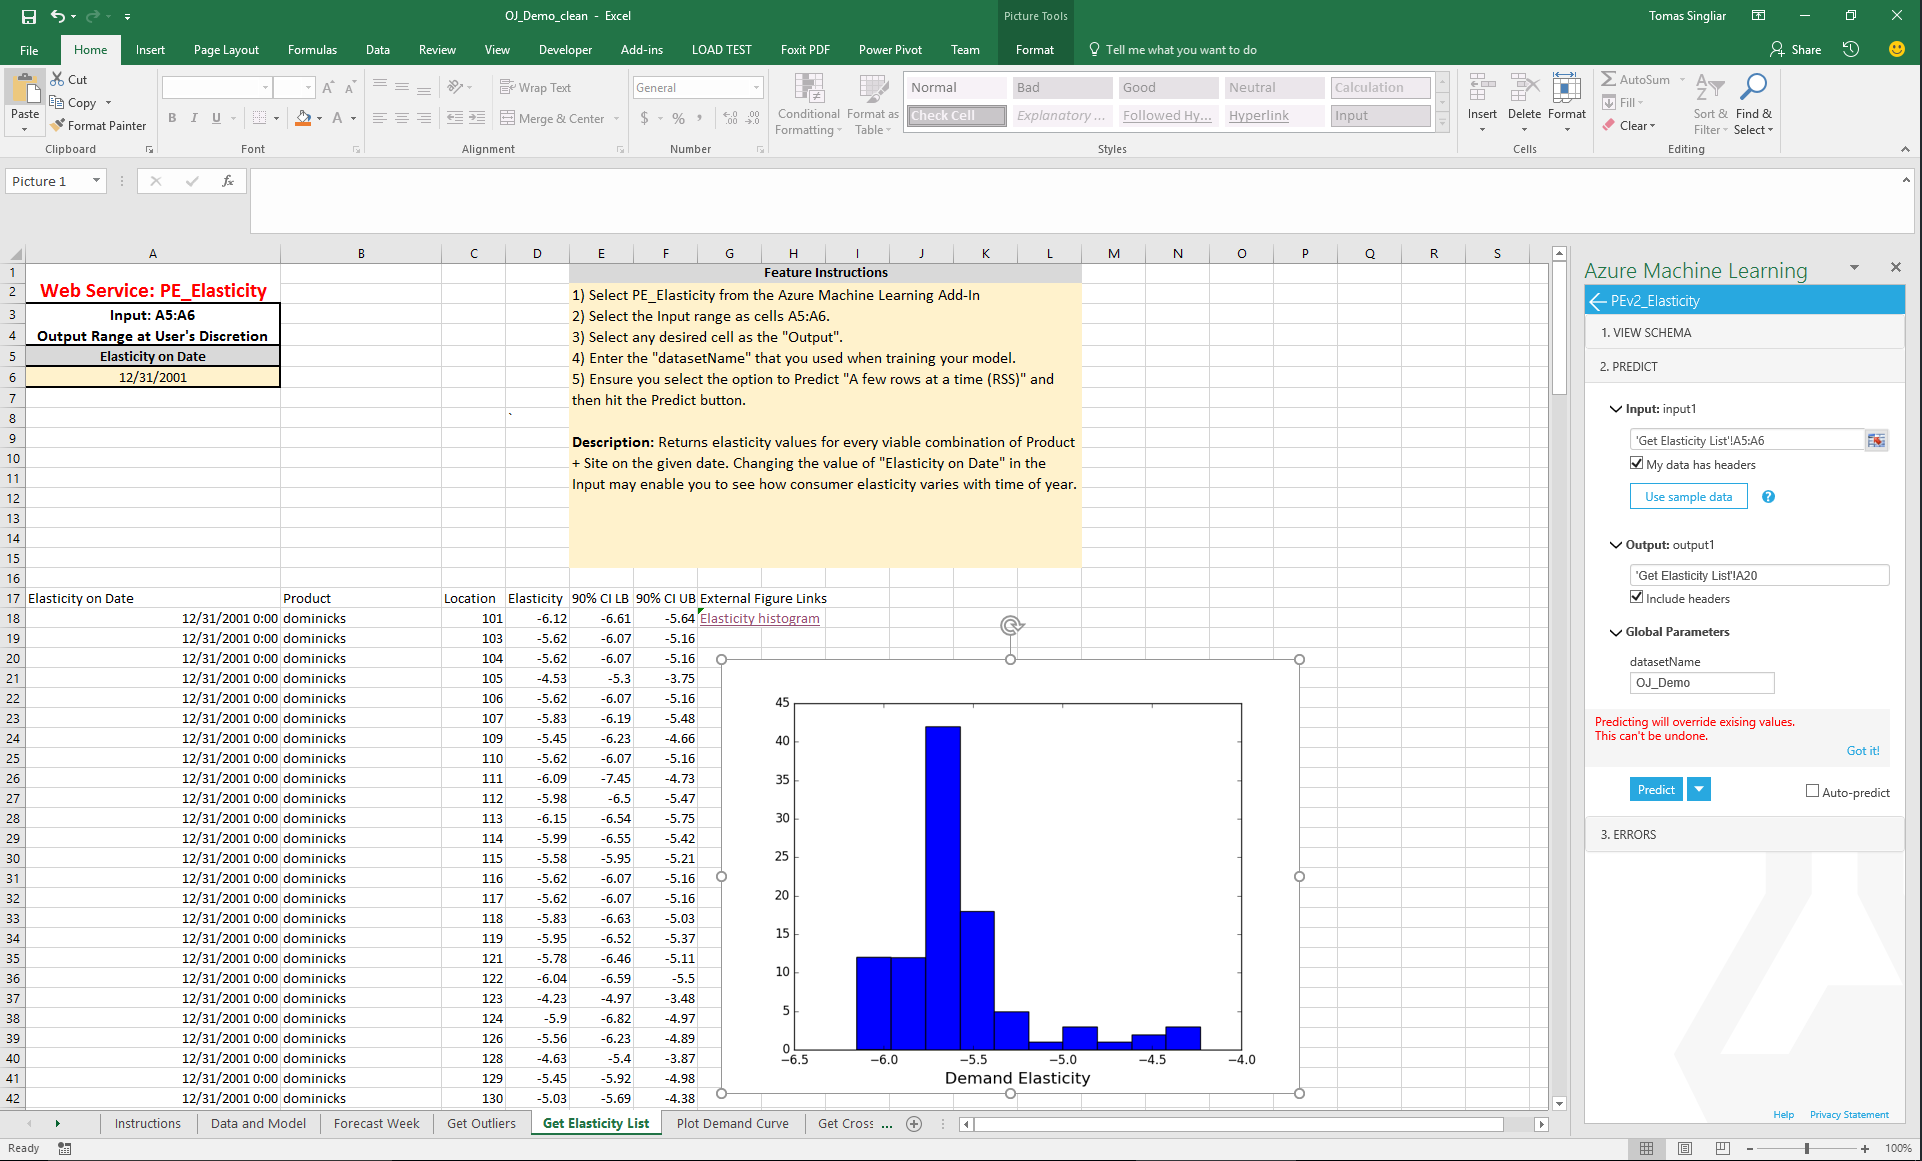 OJ_Demo_clean - Excel
Picture Tools
Tomas Singliar
File Home Insert Page Layout Formulas Data Review View Developer Add-ins LOAD TEST Foxit PDF Power Pivot Team Format Tell me what you want to do Share
Paste
Cut
Copy
Format Painter
Clipboard
B I U A A A
Font
Wrap Text
Merge & Center
Alignment
General
$ % ,
Number
Conditional Formatting
Format as Table
Normal Bad Good Neutral Calculation
Check Cell Explanatory ... Followed Hy... Hyperlink Input
Styles
Insert Delete Format
Cells
AutoSum
Fill
Clear
Sort & Filter
Find & Select
Editing
Picture 1
fx
A B C D E F G H I J K L M N O P Q R S
1 Feature Instructions
2 Web Service: PE_Elasticity
3 Input: A5:A6
4 Output Range at User's Discretion
5 Elasticity on Date
6 12/31/2001
7
8 `
9
10
11
12
13
14
15
16
1) Select PE_Elasticity from the Azure Machine Learning Add-In
2) Select the Input range as cells A5:A6.
3) Select any desired cell as the "Output".
4) Enter the "datasetName" that you used when training your model.
5) Ensure you select the option to Predict "A few rows at a time (RSS)" and
then hit the Predict button.
Description: Returns elasticity values for every viable combination of Product
+ Site on the given date. Changing the value of "Elasticity on Date" in the
Input may enable you to see how consumer elasticity varies with time of year.
17 Elasticity on Date Product Location Elasticity 90% CI LB 90% CI UB External Figure Links
18 12/31/2001 0:00 dominicks 101 -6.12 -6.61 -5.64 Elasticity histogram
19 12/31/2001 0:00 dominicks 103 -5.62 -6.07 -5.16
20 12/31/2001 0:00 dominicks 104 -5.62 -6.07 -5.16
21 12/31/2001 0:00 dominicks 105 -4.53 -5.3 -3.75
22 12/31/2001 0:00 dominicks 106 -5.62 -6.07 -5.16
23 12/31/2001 0:00 dominicks 107 -5.83 -6.19 -5.48
24 12/31/2001 0:00 dominicks 109 -5.45 -6.23 -4.66
25 12/31/2001 0:00 dominicks 110 -5.62 -6.07 -5.16
26 12/31/2001 0:00 dominicks 111 -6.09 -7.45 -4.73
27 12/31/2001 0:00 dominicks 112 -5.98 -6.5 -5.47
28 12/31/2001 0:00 dominicks 113 -6.15 -6.54 -5.75
29 12/31/2001 0:00 dominicks 114 -5.99 -6.55 -5.42
30 12/31/2001 0:00 dominicks 115 -5.58 -5.95 -5.21
31 12/31/2001 0:00 dominicks 116 -5.62 -6.07 -5.16
32 12/31/2001 0:00 dominicks 117 -5.62 -6.07 -5.16
33 12/31/2001 0:00 dominicks 118 -5.83 -6.63 -5.03
34 12/31/2001 0:00 dominicks 119 -5.95 -6.52 -5.37
35 12/31/2001 0:00 dominicks 121 -5.78 -6.46 -5.11
36 12/31/2001 0:00 dominicks 122 -6.04 -6.59 -5.5
37 12/31/2001 0:00 dominicks 123 -4.23 -4.97 -3.48
38 12/31/2001 0:00 dominicks 124 -5.9 -6.82 -4.97
39 12/31/2001 0:00 dominicks 126 -5.56 -6.23 -4.89
40 12/31/2001 0:00 dominicks 128 -4.63 -5.4 -3.87
41 12/31/2001 0:00 dominicks 129 -5.45 -5.92 -4.98
42 12/31/2001 0:00 dominicks 130 -5.03 -5.69 -4.38
45
40
35
30
25
20
15
10
5
0
−6.5 −6.0 −5.5 −5.0 −4.5 −4.0
Demand Elasticity
Azure Machine Learning
PEv2_Elasticity
1. VIEW SCHEMA
2. PREDICT
Input: input1
'Get Elasticity List'!A5:A6
My data has headers
Use sample data ?
Output: output1
'Get Elasticity List'!A20
Include headers
Global Parameters
datasetName
OJ_Demo
Predicting will override exising values.
This can't be undone.
Got it!
Predict
Auto-predict
3. ERRORS
Help Privacy Statement
Instructions Data and Model Forecast Week Get Outliers Get Elasticity List Plot Demand Curve Get Cross ...
Ready
100%